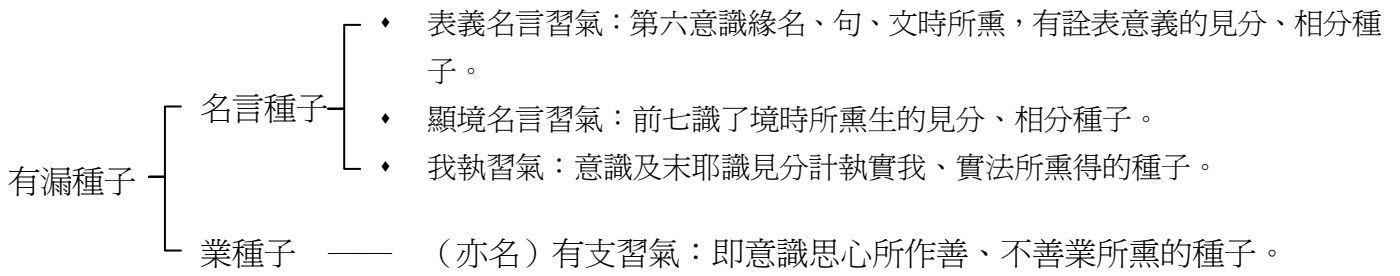 表義名言習氣：第六意識緣名、句、文時所熏，有詮表意義的見分、相分種
子。
名言種子
顯境名言習氣：前七識了境時所熏生的見分、相分種子。
我執習氣：意識及末耶識見分計執實我、實法所熏得的種子。
有漏種子
業種子 —— （亦名）有支習氣：即意識思心所作善、不善業所熏的種子。